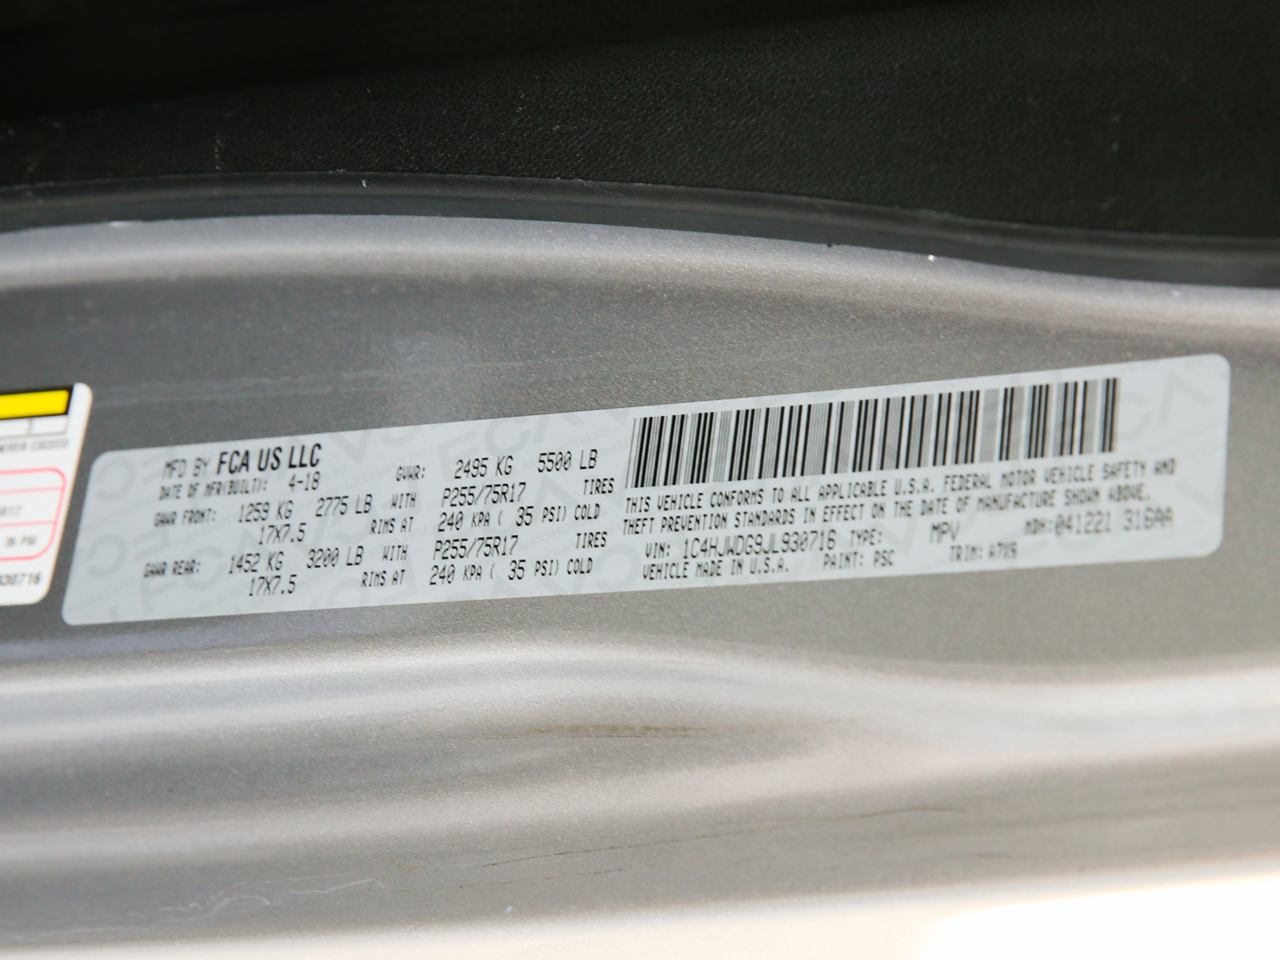 MFD BY FCA US LLC
DATE OF MFR(BUILT): 4-18 GVWR: 2495 KG 5500 LB
GAWR FRONT: 1259 KG 2775 LB WITH P255/75R17 TIRES
17X7.5 RIMS AT 240 KPA ( 35 PSI) COLD
GAWR REAR: 1452 KG 3200 LB WITH P255/75R17 TIRES
17X7.5 RIMS AT 240 KPA ( 35 PSI) COLD
THIS VEHICLE CONFORMS TO ALL APPLICABLE U.S.A. FEDERAL MOTOR VEHICLE SAFETY AND
THEFT PREVENTION STANDARDS IN EFFECT ON THE DATE OF MANUFACTURE SHOWN ABOVE.
VIN: 1C4HJWDG9JL930716 TYPE: MPV MDH: 041221 316AA
VEHICLE MADE IN U.S.A. PAINT: PSC TRIM: A7X9
35 PSI
930716